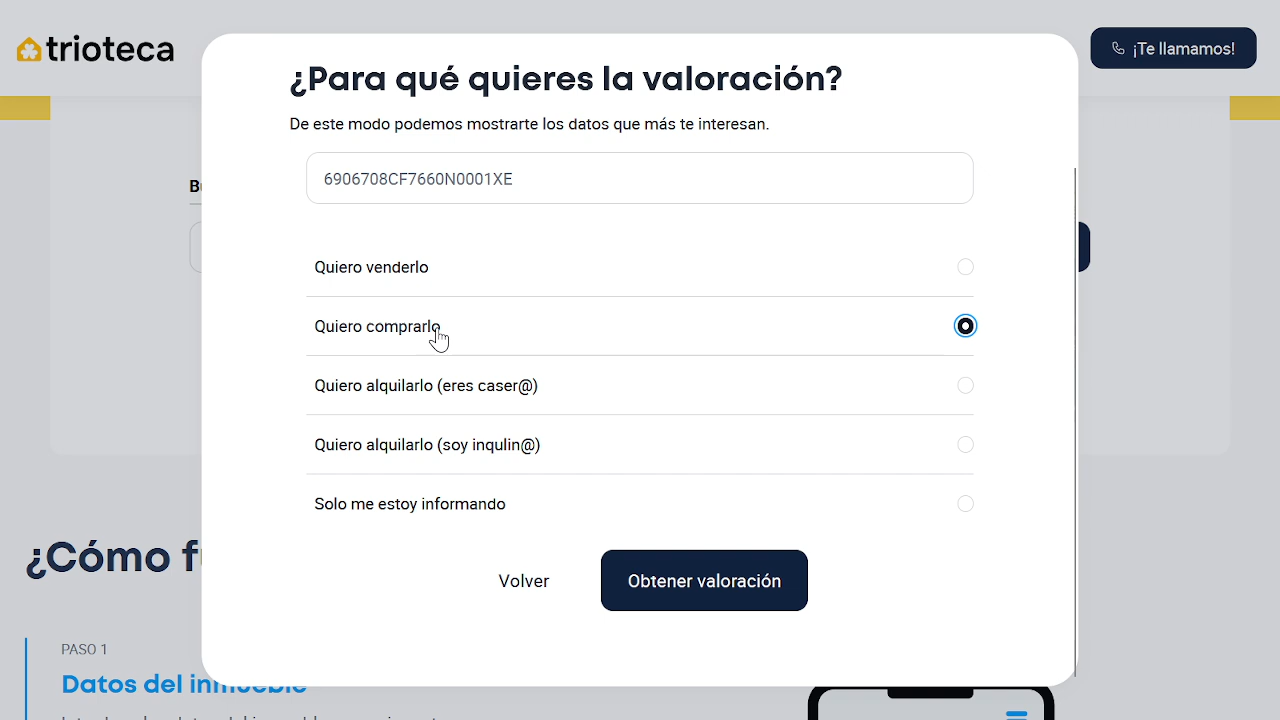 trioteca
¡Te llamamos!
¿Para qué quieres la valoración?
De este modo podemos mostrarte los datos que más te interesan.
6906708CF7660N0001XE
Quiero venderlo
Quiero comprarlo
Quiero alquilarlo (eres caser@)
Quiero alquilarlo (soy inqulin@)
Solo me estoy informando
Volver
Obtener valoración
¿Cómo
PASO 1
Datos del inmueble